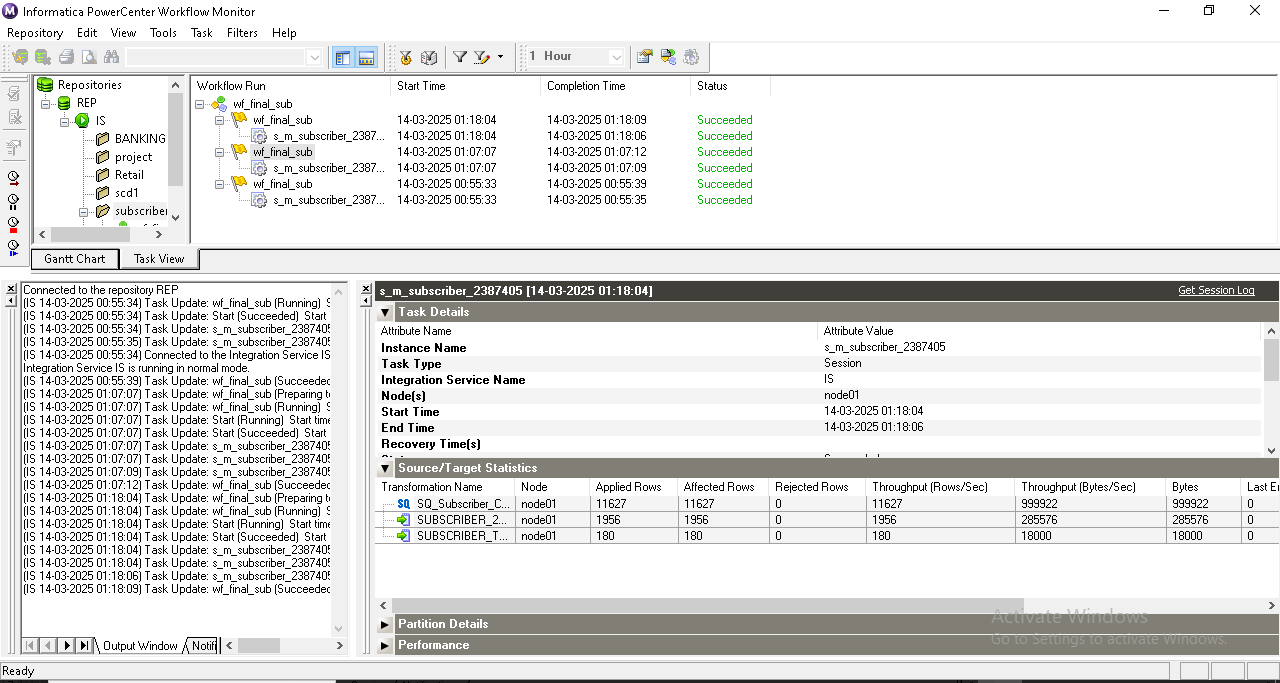 Informatica PowerCenter Workflow Monitor
Repository Edit View Tools Task Filters Help
1 Hour
Repositories
REP
IS
BANKING
project
Retail
scd1
subscriber
Workflow Run Start Time Completion Time Status
wf_final_sub
wf_final_sub 14-03-2025 01:18:04 14-03-2025 01:18:09 Succeeded
s_m_subscriber_2387... 14-03-2025 01:18:04 14-03-2025 01:18:06 Succeeded
wf_final_sub 14-03-2025 01:07:07 14-03-2025 01:07:12 Succeeded
s_m_subscriber_2387... 14-03-2025 01:07:07 14-03-2025 01:07:09 Succeeded
wf_final_sub 14-03-2025 00:55:33 14-03-2025 00:55:39 Succeeded
s_m_subscriber_2387... 14-03-2025 00:55:33 14-03-2025 00:55:35 Succeeded
Gantt Chart Task View
Connected to the repository REP
(IS 14-03-2025 00:55:34) Task Update: wf_final_sub (Running) S
(IS 14-03-2025 00:55:34) Task Update: Start (Succeeded) Start
(IS 14-03-2025 00:55:34) Task Update: s_m_subscriber_2387405
(IS 14-03-2025 00:55:35) Task Update: s_m_subscriber_2387405
(IS 14-03-2025 00:55:34) Connected to the Integration Service IS
Integration Service IS is running in normal mode.
(IS 14-03-2025 00:55:39) Task Update: wf_final_sub (Succeeded
(IS 14-03-2025 01:07:07) Task Update: wf_final_sub (Preparing to
(IS 14-03-2025 01:07:07) Task Update: wf_final_sub (Running) S
(IS 14-03-2025 01:07:07) Task Update: Start (Running) Start time
(IS 14-03-2025 01:07:07) Task Update: Start (Succeeded) Start
(IS 14-03-2025 01:07:07) Task Update: s_m_subscriber_2387405
(IS 14-03-2025 01:07:07) Task Update: s_m_subscriber_2387405
(IS 14-03-2025 01:07:09) Task Update: s_m_subscriber_2387405
(IS 14-03-2025 01:07:12) Task Update: wf_final_sub (Succeeded
(IS 14-03-2025 01:18:04) Task Update: wf_final_sub (Preparing to
(IS 14-03-2025 01:18:04) Task Update: wf_final_sub (Running) S
(IS 14-03-2025 01:18:04) Task Update: Start (Running) Start time
(IS 14-03-2025 01:18:04) Task Update: Start (Succeeded) Start
(IS 14-03-2025 01:18:04) Task Update: s_m_subscriber_2387405
(IS 14-03-2025 01:18:04) Task Update: s_m_subscriber_2387405
(IS 14-03-2025 01:18:06) Task Update: s_m_subscriber_2387405
(IS 14-03-2025 01:18:09) Task Update: wf_final_sub (Succeeded
Output Window Notifi
s_m_subscriber_2387405 [14-03-2025 01:18:04] Get Session Log
Task Details
Attribute Name Attribute Value
Instance Name s_m_subscriber_2387405
Task Type Session
Integration Service Name IS
Node(s) node01
Start Time 14-03-2025 01:18:04
End Time 14-03-2025 01:18:06
Recovery Time(s)
Source/Target Statistics
Transformation Name Node Applied Rows Affected Rows Rejected Rows Throughput (Rows/Sec) Throughput (Bytes/Sec) Bytes Last Er
SQ SQ_Subscriber_C... node01 11627 11627 0 11627 999922 999922 0
SUBSCRIBER_2... node01 1956 1956 0 1956 285576 285576 0
SUBSCRIBER_T... node01 180 180 0 180 18000 18000 0
Partition Details
Performance
Activate Windows
Go to Settings to activate Windows.
Ready